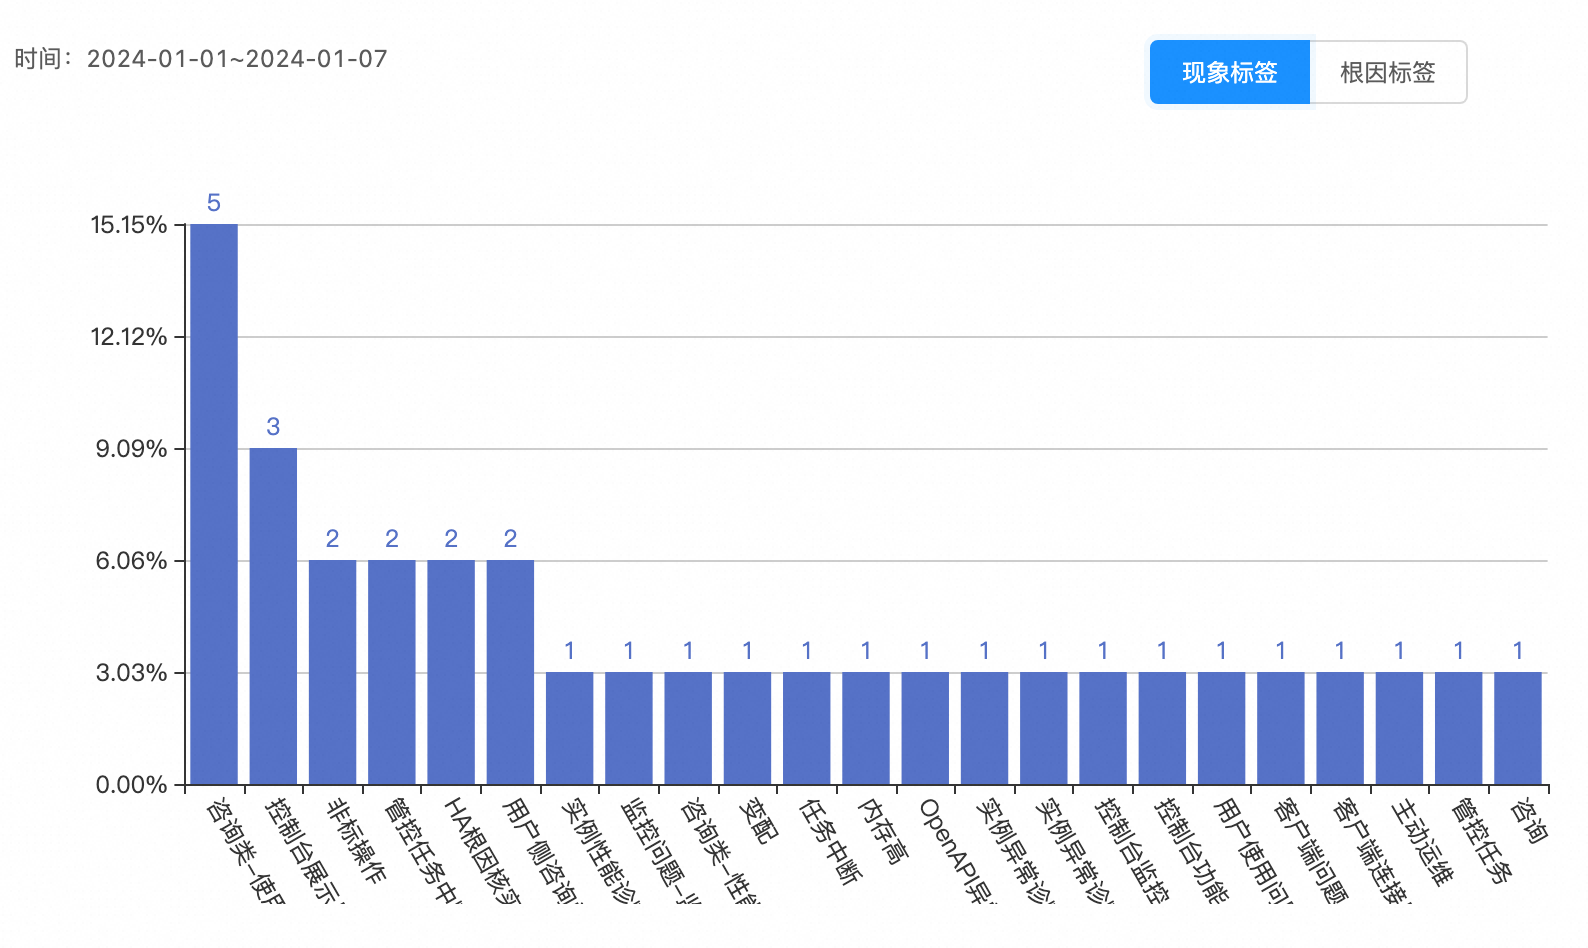 时间：2024-01-01~2024-01-07
现象标签
根因标签
5
15.15%
12.12%
3
9.09%
2 2 2 2
6.06%
1 1 1 1 1 1 1 1 1 1 1 1 1 1 1 1 1
3.03%
0.00%
咨询类-使用
控制台展示
非标操作
管控任务中
HA根因核实
用户侧咨询
实例性能诊
监控问题-监
咨询类-性能
变配
任务中断
内存高
OpenAPI异
实例异常诊
实例异常诊
控制台监控
控制台功能
用户使用问
客户端问题
客户端连接
主动运维
管控任务
咨询